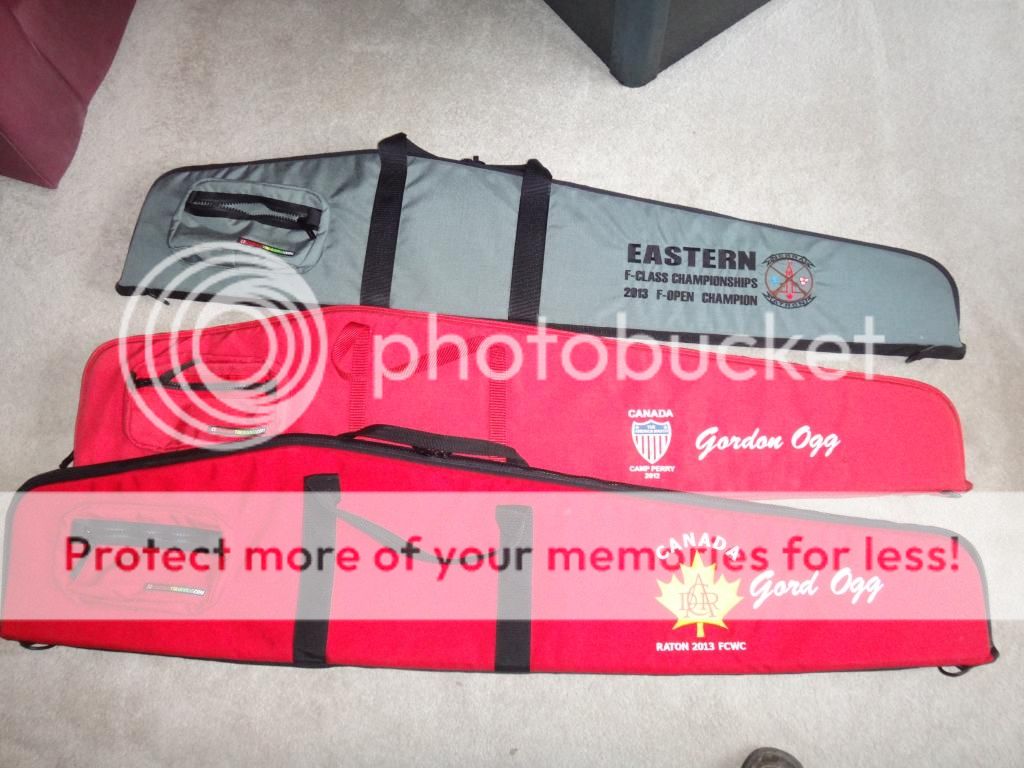 EASTERN
F-CLASS CHAMPIONSHIPS
2013 F-OPEN CHAMPION
photobucket
CANADA
CAMP PERRY
2012
Gordon Ogg
Protect more of your memories for less!
CANADA
Gord Ogg
RATON 2013 FCWC